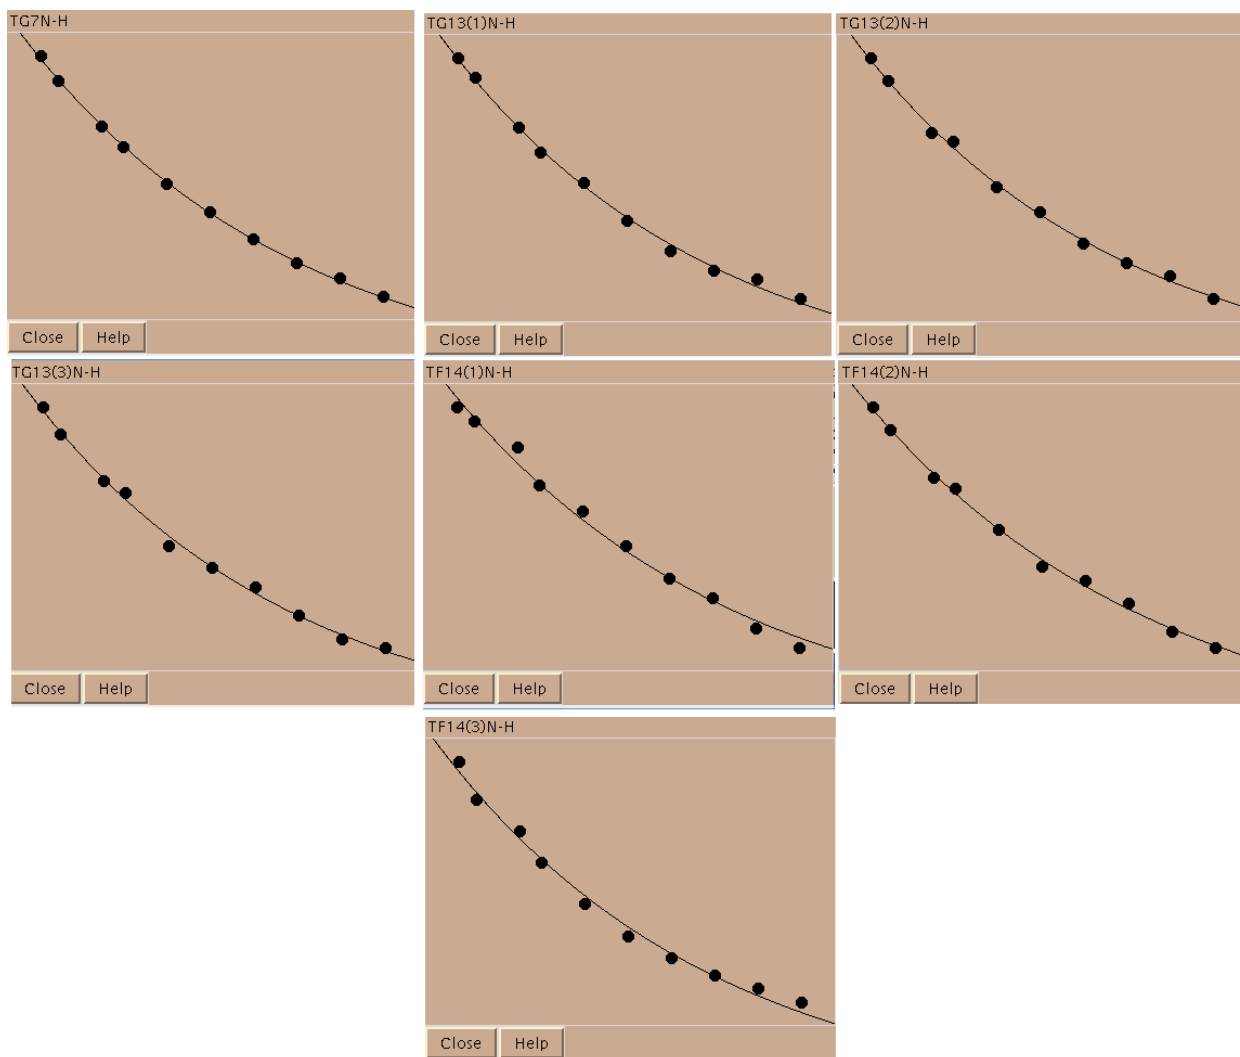 TG7N-H
TG13(1)N-H
TG13(2)N-H
Close Help
Close Help
Close Help
TG13(3)N-H
TF14(1)N-H
TF14(2)N-H
Close Help
Close Help
Close Help
TF14(3)N-H
Close Help